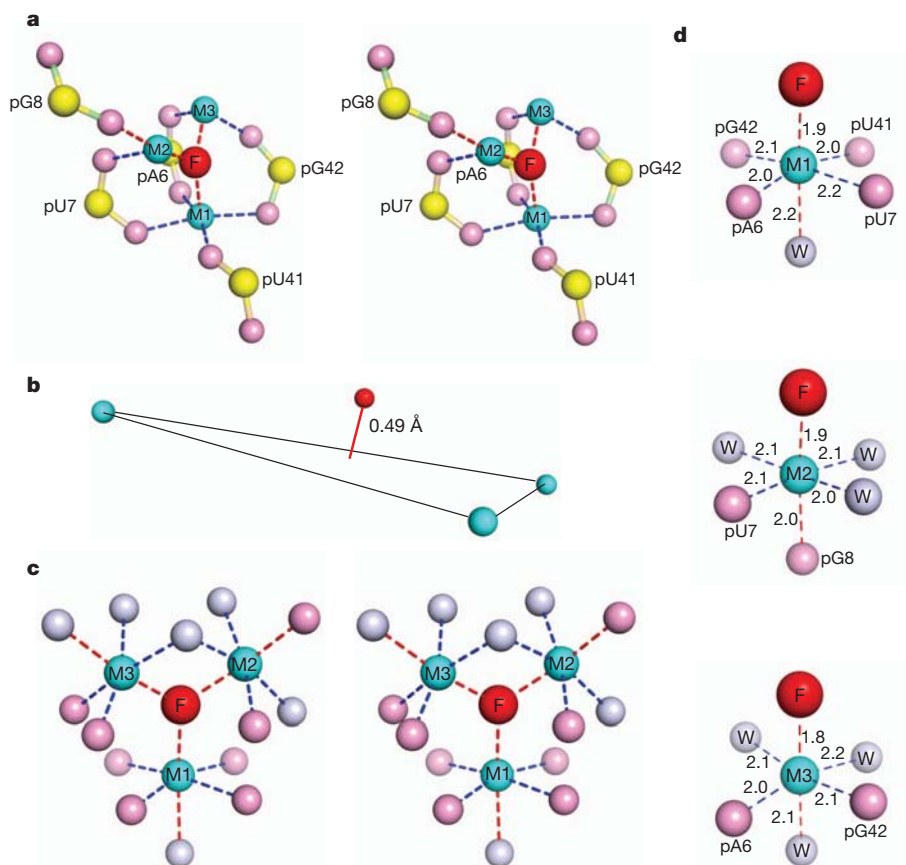 a
pG8
M3
M2
F
pA6
pG42
pU7
M1
pU41
pG8
M3
M2
F
pA6
pG42
pU7
M1
pU41
b
0.49 Å
c
M3
M2
F
M1
M3
M2
F
M1
d
F
1.9
pG42
pU41
2.1
M1
2.0
2.0
2.2
pA6
2.2
pU7
W
F
1.9
W
2.1
2.1
W
M2
2.1
2.0
W
pU7
2.0
pG8
F
1.8
W
2.2
W
2.1
M3
2.0
2.1
2.1
pA6
pG42
W